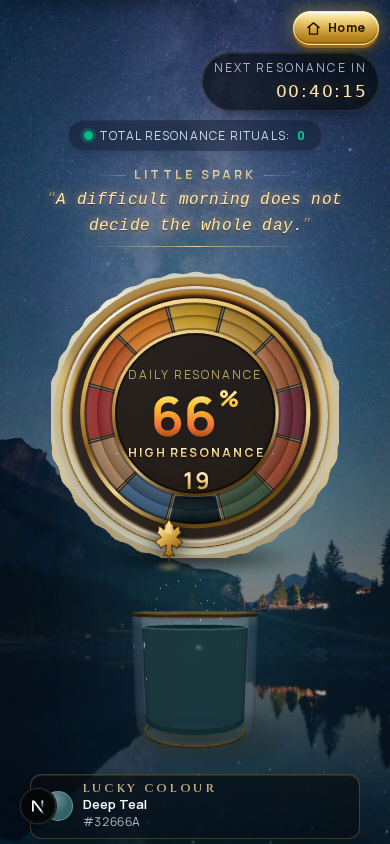 Home
NEXT RESONANCE IN
00:40:15
TOTAL RESONANCE RITUALS: 0
LITTLE SPARK
“A difficult morning does not
decide the whole day.”
DAILY RESONANCE
66%
HIGH RESONANCE
19
LUCKY COLOUR
N
Deep Teal
#32666A